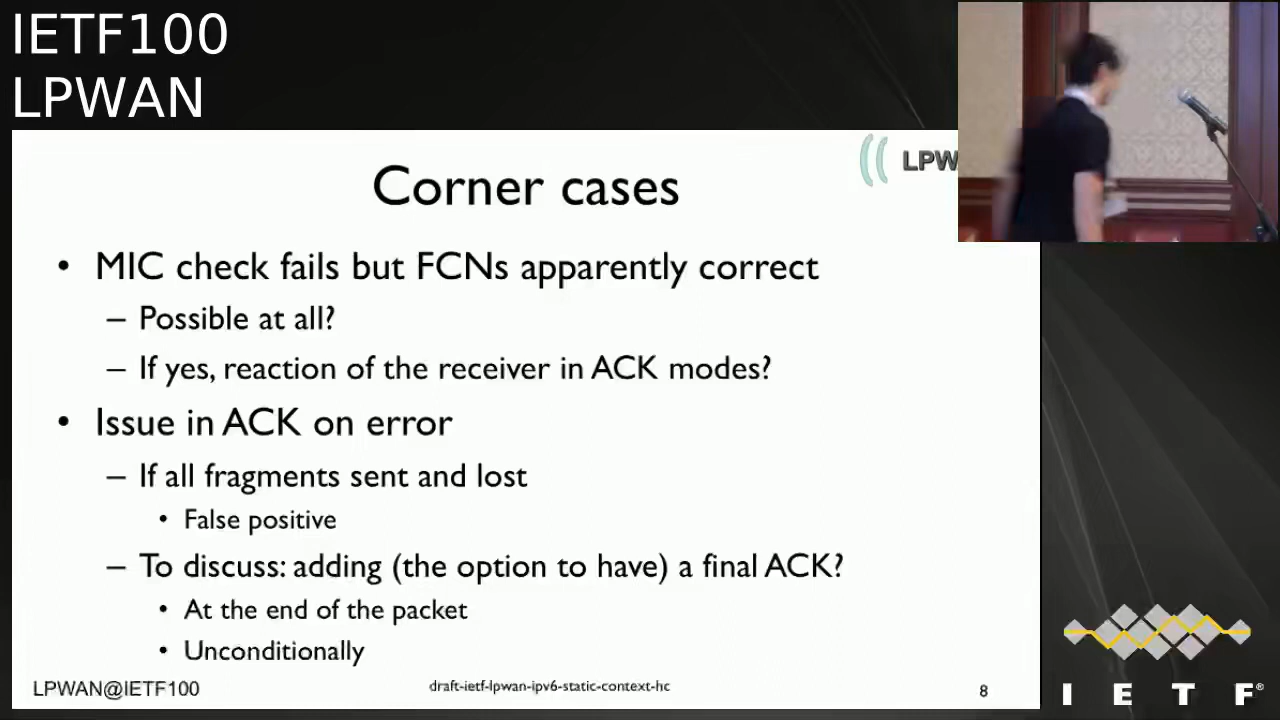 IETF100
LPWAN
LPW
Corner cases
• MIC check fails but FCNs apparently correct
– Possible at all?
– If yes, reaction of the receiver in ACK modes?
• Issue in ACK on error
– If all fragments sent and lost
• False positive
– To discuss: adding (the option to have) a final ACK?
• At the end of the packet
• Unconditionally
LPWAN@IETF100
draft-ietf-lpwan-ipv6-static-context-hc
8
I E T F®